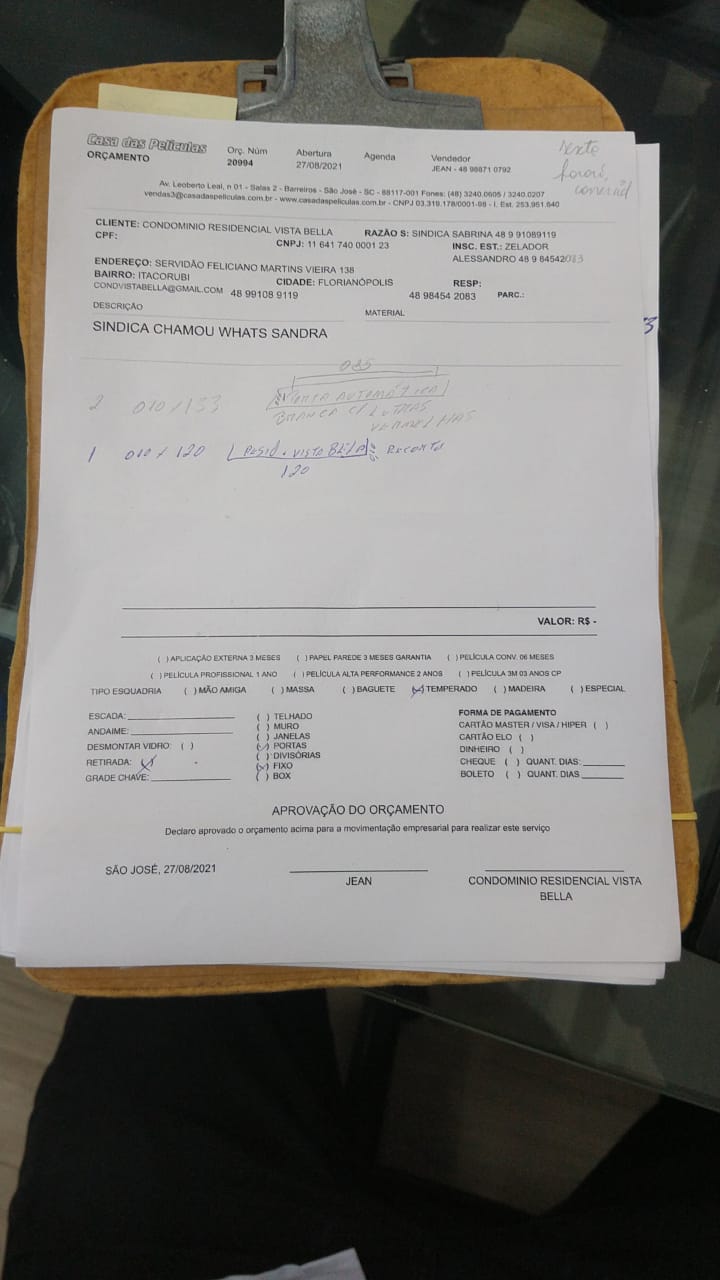 Casa das Películas
ORÇAMENTO
Orç. Núm
20994
Abertura
27/08/2021
Agenda
Vendedor
JEAN - 48 98871 0792
Av. Leoberto Leal, n 01 - Salas 2 - Barreiros - São José - SC - 88117-001 Fones: (48) 3240.0605 / 3240.0207
vendas3@casadaspeliculas.com.br - www.casadaspeliculas.com.br - CNPJ 03.319.178/0001-98 - I. Est. 253.951.640
CLIENTE: CONDOMINIO RESIDENCIAL VISTA BELLA
RAZÃO S: SINDICA SABRINA 48 9 91089119
CPF:
CNPJ: 11 641 740 0001 23
INSC. EST.: ZELADOR
ALESSANDRO 48 9 84542083
ENDEREÇO: SERVIDÃO FELICIANO MARTINS VIEIRA 138
BAIRRO: ITACORUBI
CIDADE: FLORIANÓPOLIS
RESP:
CONDVISTABELLA@GMAIL.COM
48 99108 9119
48 98454 2083
PARC.:
DESCRIÇÃO
MATERIAL
SINDICA CHAMOU WHATS SANDRA
085
2 010 x 133 PORTA AUTOMÁTICA
BRANCA C/ LETRAS
VERMELHAS
1 010 x 120 RESID. VISTA BELA 010 RECORTE
120
VALOR: R$ -
( ) APLICAÇÃO EXTERNA 3 MESES ( ) PAPEL PAREDE 3 MESES GARANTIA ( ) PELÍCULA CONV. 06 MESES
( ) PELÍCULA PROFISSIONAL 1 ANO ( ) PELÍCULA ALTA PERFORMANCE 2 ANOS ( ) PELÍCULA 3M 03 ANOS CP
TIPO ESQUADRIA ( ) MÃO AMIGA ( ) MASSA ( ) BAGUETE (x) TEMPERADO ( ) MADEIRA ( ) ESPECIAL
ESCADA:
ANDAIME:
DESMONTAR VIDRO: ( )
RETIRADA: (x)
GRADE CHAVE:
( ) TELHADO
( ) MURO
( ) JANELAS
(x) PORTAS
( ) DIVISÓRIAS
(x) FIXO
( ) BOX
FORMA DE PAGAMENTO
CARTÃO MASTER / VISA / HIPER ( )
CARTÃO ELO ( )
DINHEIRO ( )
CHEQUE ( ) QUANT. DIAS:
BOLETO ( ) QUANT. DIAS
APROVAÇÃO DO ORÇAMENTO
Declaro aprovado o orçamento acima para a movimentação empresarial para realizar este serviço
SÃO JOSÉ, 27/08/2021
JEAN
CONDOMINIO RESIDENCIAL VISTA
BELLA